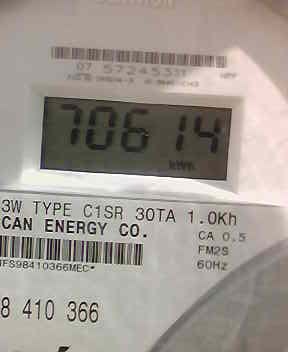 07 57245331
70614
kWh
3W TYPE C1SR 30TA 1.0Kh
CAN ENERGY CO.
CA 0.5
FM2S
60Hz
8 410 366